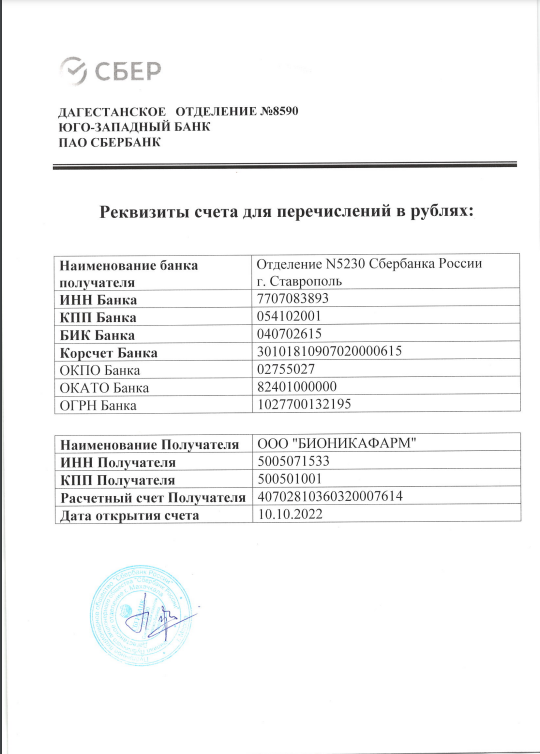 СБЕР
ДАГЕСТАНСКОЕ ОТДЕЛЕНИЕ №8590
ЮГО-ЗАПАДНЫЙ БАНК
ПАО СБЕРБАНК
Реквизиты счета для перечислений в рублях:
Наименование банка получателя Отделение N5230 Сбербанка России г. Ставрополь
ИНН Банка 7707083893
КПП Банка 054102001
БИК Банка 040702615
Корсчет Банка 30101810907020000615
ОКПО Банка 02755027
ОКАТО Банка 82401000000
ОГРН Банка 1027700132195
Наименование Получателя ООО "БИОНИКАФАРМ"
ИНН Получателя 5005071533
КПП Получателя 500501001
Расчетный счет Получателя 40702810360320007614
Дата открытия счета 10.10.2022